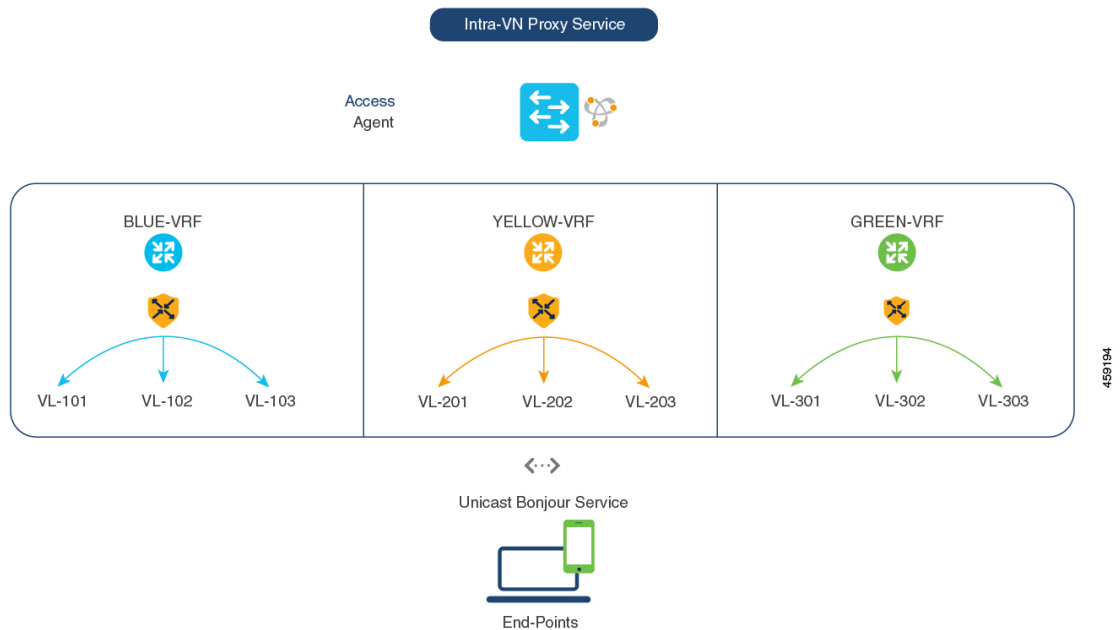 Intra-VN Proxy Service
Access
Agent
BLUE-VRF
YELLOW-VRF
GREEN-VRF
VL-101
VL-102
VL-103
VL-201
VL-202
VL-203
VL-301
VL-302
VL-303
459194
Unicast Bonjour Service
End-Points